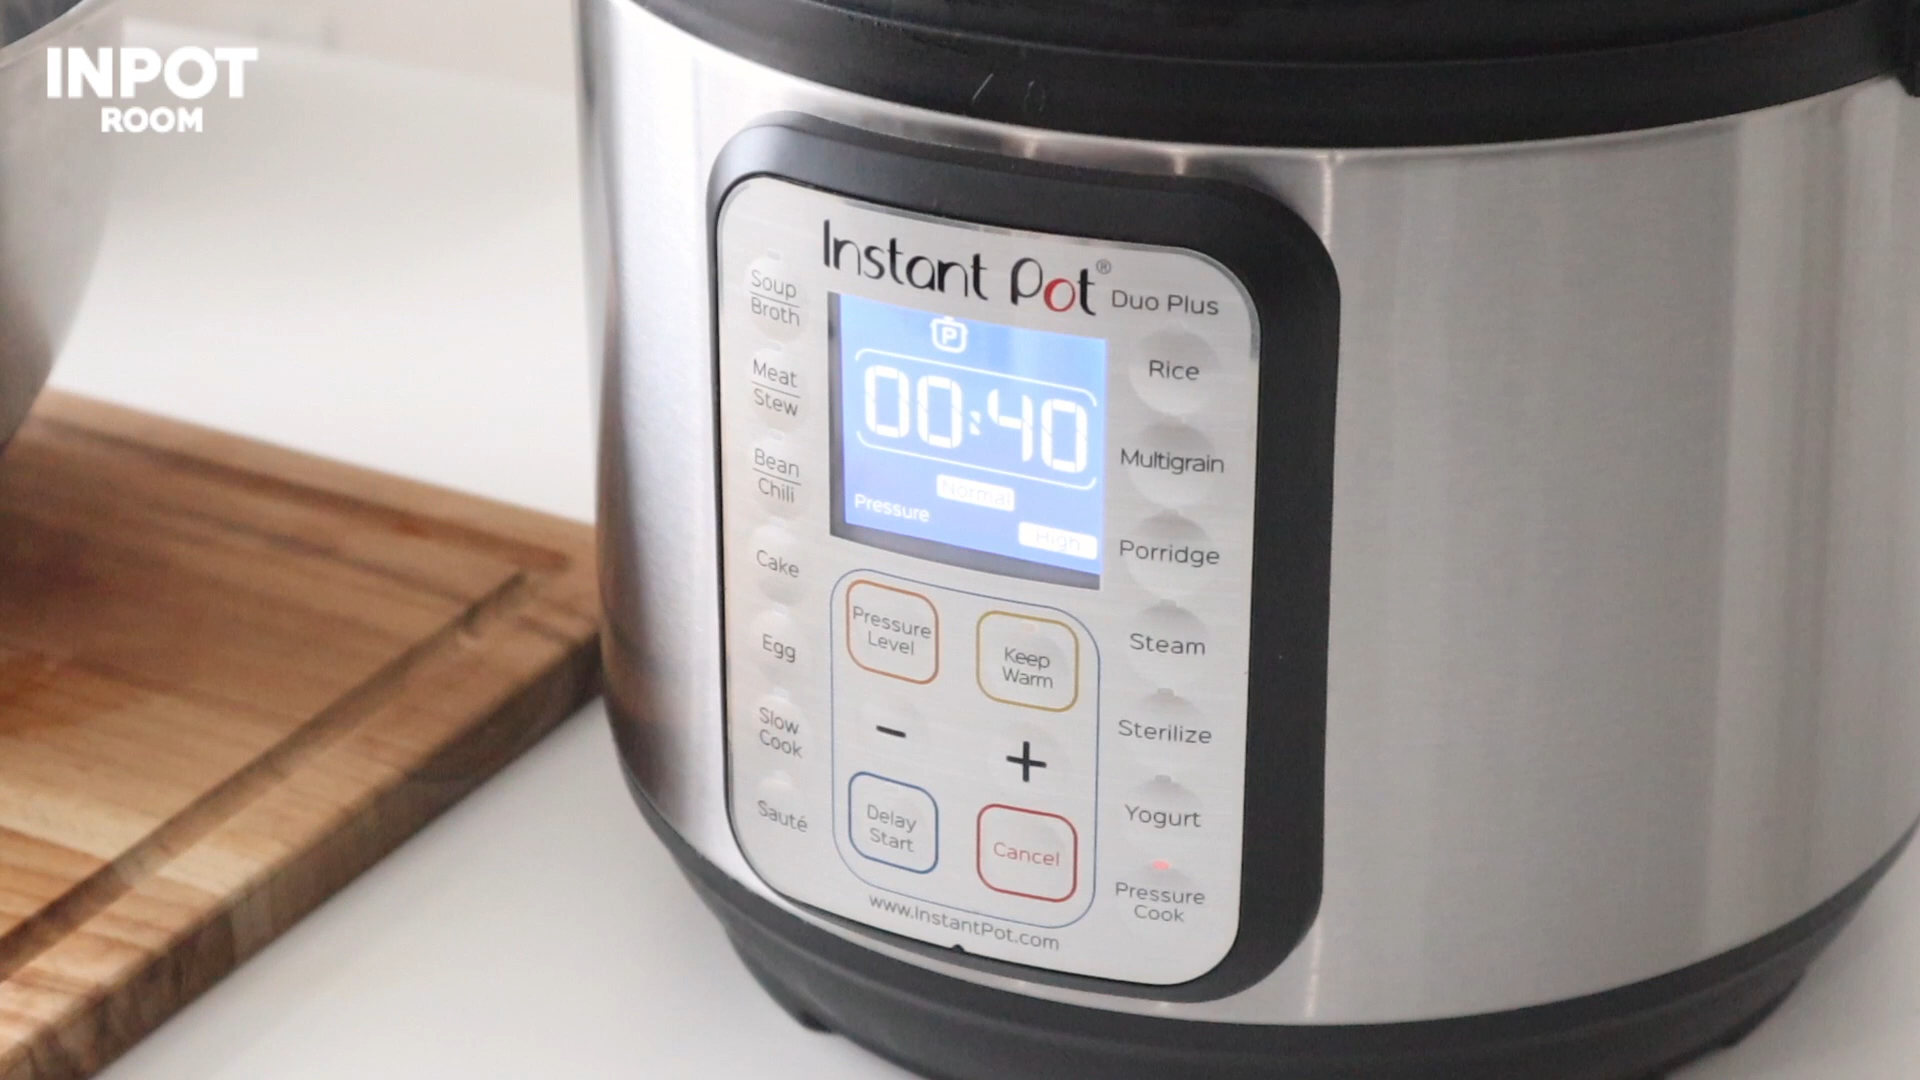 INPOT
ROOM
Instant Pot® Duo Plus
P
00:40
Normal
Pressure
High
Soup
Broth
Meat
Stew
Bean
Chili
Cake
Egg
Slow
Cook
Sauté
Pressure
Level
Keep
Warm
−
+
Delay
Start
Cancel
Rice
Multigrain
Porridge
Steam
Sterilize
Yogurt
Pressure
Cook
www.InstantPot.com